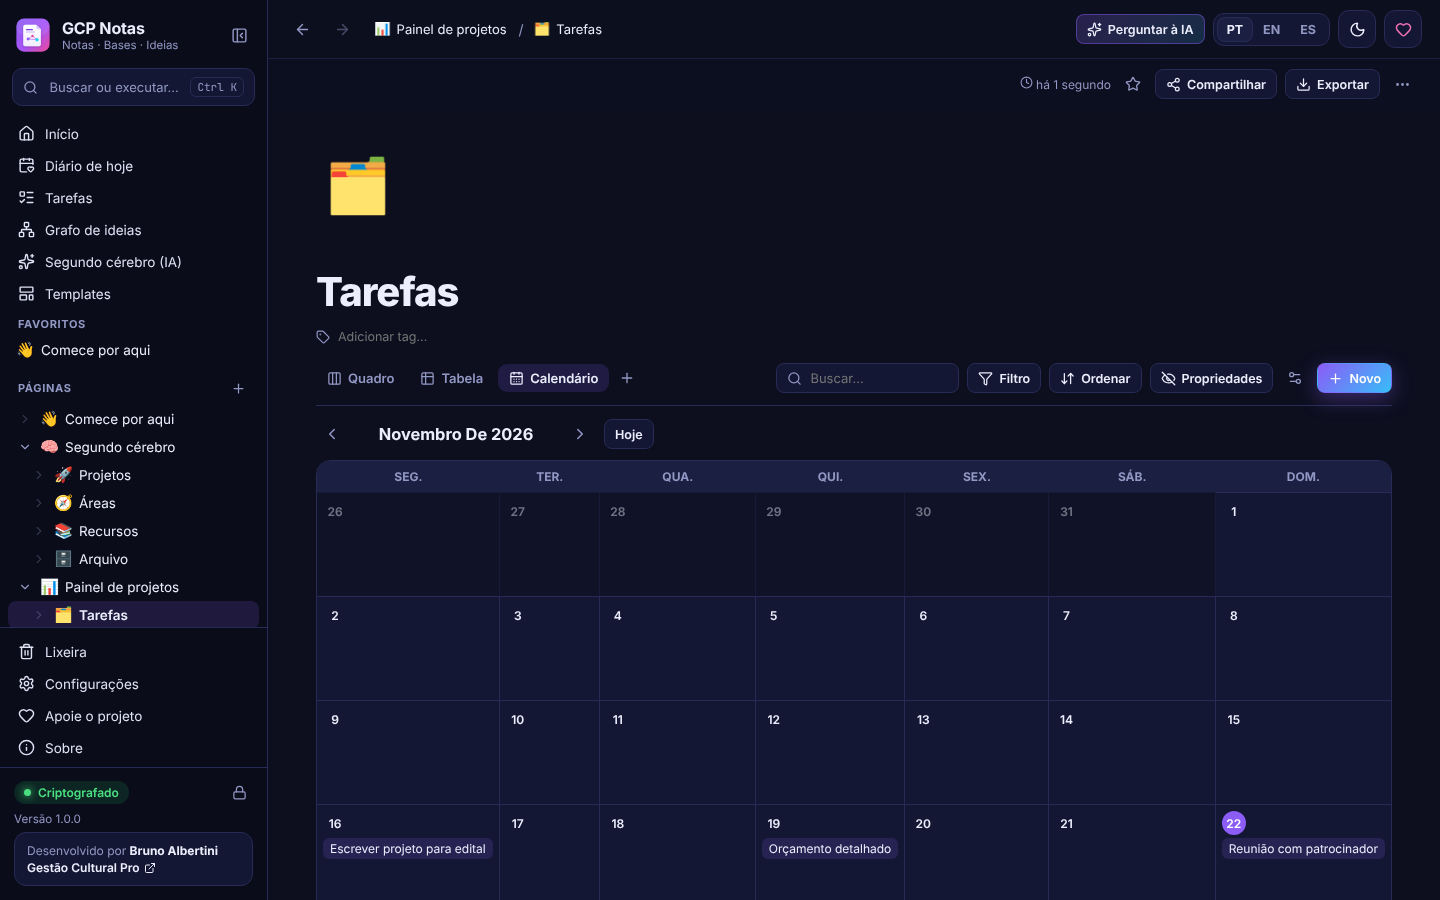 GCP Notas
Notas · Bases · Ideias
Buscar ou executar... Ctrl K
Início
Diário de hoje
Tarefas
Grafo de ideias
Segundo cérebro (IA)
Templates
FAVORITOS
Comece por aqui
PÁGINAS
Comece por aqui
Segundo cérebro
Projetos
Áreas
Recursos
Arquivo
Painel de projetos
Tarefas
Lixeira
Configurações
Apoie o projeto
Sobre
Criptografado
Versão 1.0.0
Desenvolvido por Bruno Albertini
Gestão Cultural Pro
Painel de projetos / Tarefas
Perguntar à IA PT EN ES
há 1 segundo Compartilhar Exportar
Tarefas
Adicionar tag...
Quadro Tabela Calendário Buscar... Filtro Ordenar Propriedades Novo
Novembro De 2026 Hoje
SEG. TER. QUA. QUI. SEX. SÁB. DOM.
26 27 28 29 30 31 1
2 3 4 5 6 7 8
9 10 11 12 13 14 15
16 17 18 19 20 21 22
Escrever projeto para edital Orçamento detalhado Reunião com patrocinador